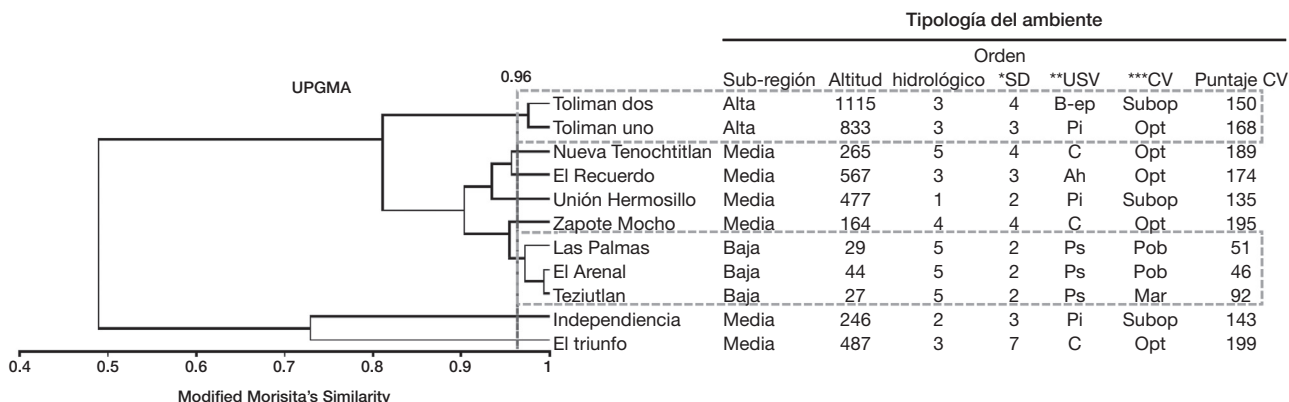 Tipología del ambiente
Orden
UPGMA 0.96 Sub-región Altitud hidrológico *SD **USV ***CV Puntaje CV
Toliman dos Alta 1115 3 4 B-ep Subop 150
Toliman uno Alta 833 3 3 Pi Opt 168
Nueva Tenochtitlan Media 265 5 4 C Opt 189
El Recuerdo Media 567 3 3 Ah Opt 174
Unión Hermosillo Media 477 1 2 Pi Subop 135
Zapote Mocho Media 164 4 4 C Opt 195
Las Palmas Baja 29 5 2 Ps Pob 51
El Arenal Baja 44 5 2 Ps Pob 46
Teziutlan Baja 27 5 2 Ps Mar 92
Independiencia Media 246 2 3 Pi Subop 143
El triunfo Media 487 3 7 C Opt 199
0.4 0.5 0.6 0.7 0.8 0.9 1
Modified Morisita's Similarity